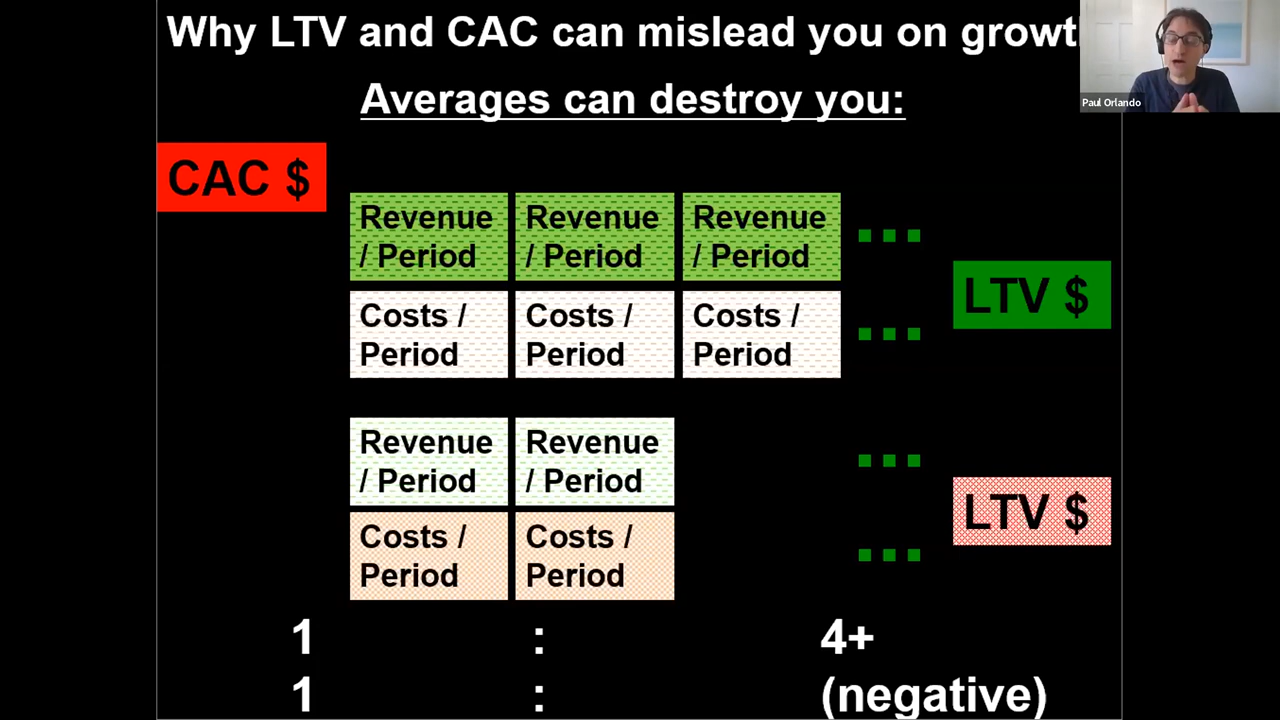 Why LTV and CAC can mislead you on growt
Paul Orlando
Averages can destroy you:
CAC $
Revenue / Period
Revenue / Period
Revenue / Period
LTV $
Costs / Period
Costs / Period
Costs / Period
Revenue / Period
Revenue / Period
LTV $
Costs / Period
Costs / Period
1 : 4+
1 : (negative)